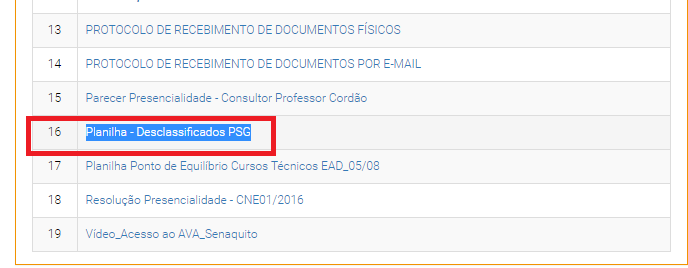 13 PROTOCOLO DE RECEBIMENTO DE DOCUMENTOS FÍSICOS
14 PROTOCOLO DE RECEBIMENTO DE DOCUMENTOS POR E-MAIL
15 Parecer Presencialidade - Consultor Professor Cordão
16 Planilha - Desclassificados PSG
17 Planilha Ponto de Equilíbrio Cursos Técnicos EAD_05/08
18 Resolução Presencialidade - CNE01/2016
19 Vídeo_Acesso ao AVA_Senaquito